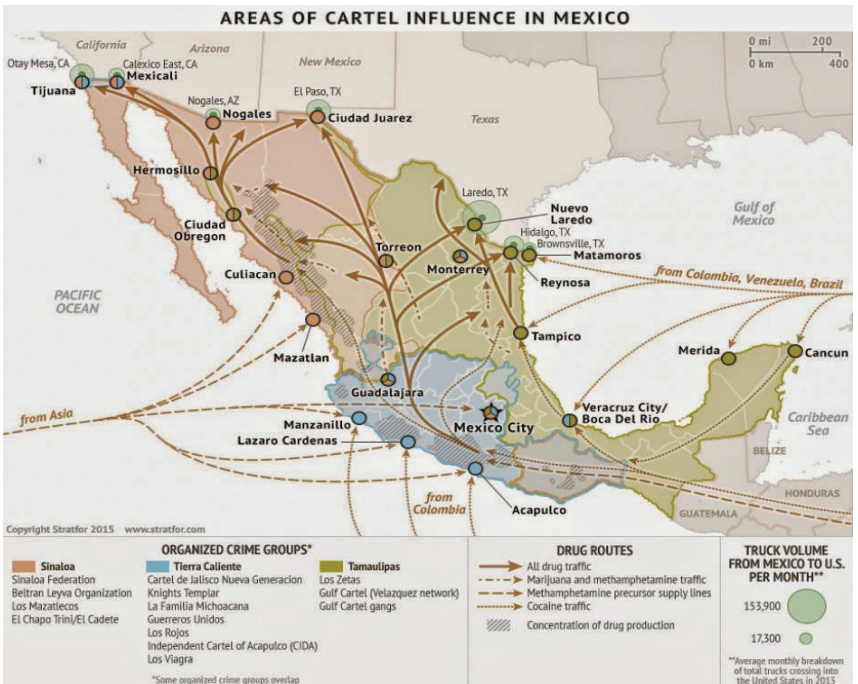 AREAS OF CARTEL INFLUENCE IN MEXICO
California
Arizona
New Mexico
Texas
0 mi 200
0 km 400
Otay Mesa, CA
Calexico East, CA
Mexicali
Tijuana
Nogales, AZ
Nogales
El Paso, TX
Ciudad Juarez
Hermosillo
Ciudad
Obregon
Laredo, TX
Nuevo
Laredo
Gulf of
Mexico
Hidalgo, TX
Brownsville, TX
Matamoros
Torreon
Monterrey
Reynosa
Culiacan
from Colombia, Venezuela, Brazil
PACIFIC
OCEAN
Mazatlan
Tampico
Merida
Cancun
Guadalajara
from Asia
Manzanillo
Mexico City
Veracruz City/
Boca Del Rio
Caribbean
Sea
Lazaro Cardenas
BELIZE
from
Colombia
Acapulco
HONDURAS
GUATEMALA
Copyright Stratfor 2015 www.stratfor.com
ORGANIZED CRIME GROUPS*
Sinaloa
Sinaloa Federation
Beltran Leyva Organization
Los Mazatlecos
El Chapo Trini/El Cadete
Tierra Caliente
Cartel de Jalisco Nueva Generacion
Knights Templar
La Familia Michoacana
Guerreros Unidos
Los Rojos
Independent Cartel of Acapulco (CIDA)
Los Viagra
Tamaulipas
Los Zetas
Gulf Cartel (Velazquez network)
Gulf Cartel gangs
*Some organized crime groups overlap
DRUG ROUTES
All drug traffic
Marijuana and methamphetamine traffic
Methamphetamine precursor supply lines
Cocaine traffic
Concentration of drug production
TRUCK VOLUME
FROM MEXICO TO U.S.
PER MONTH**
153,900
17,300
**Average monthly breakdown
of total trucks crossing into
the United States in 2013